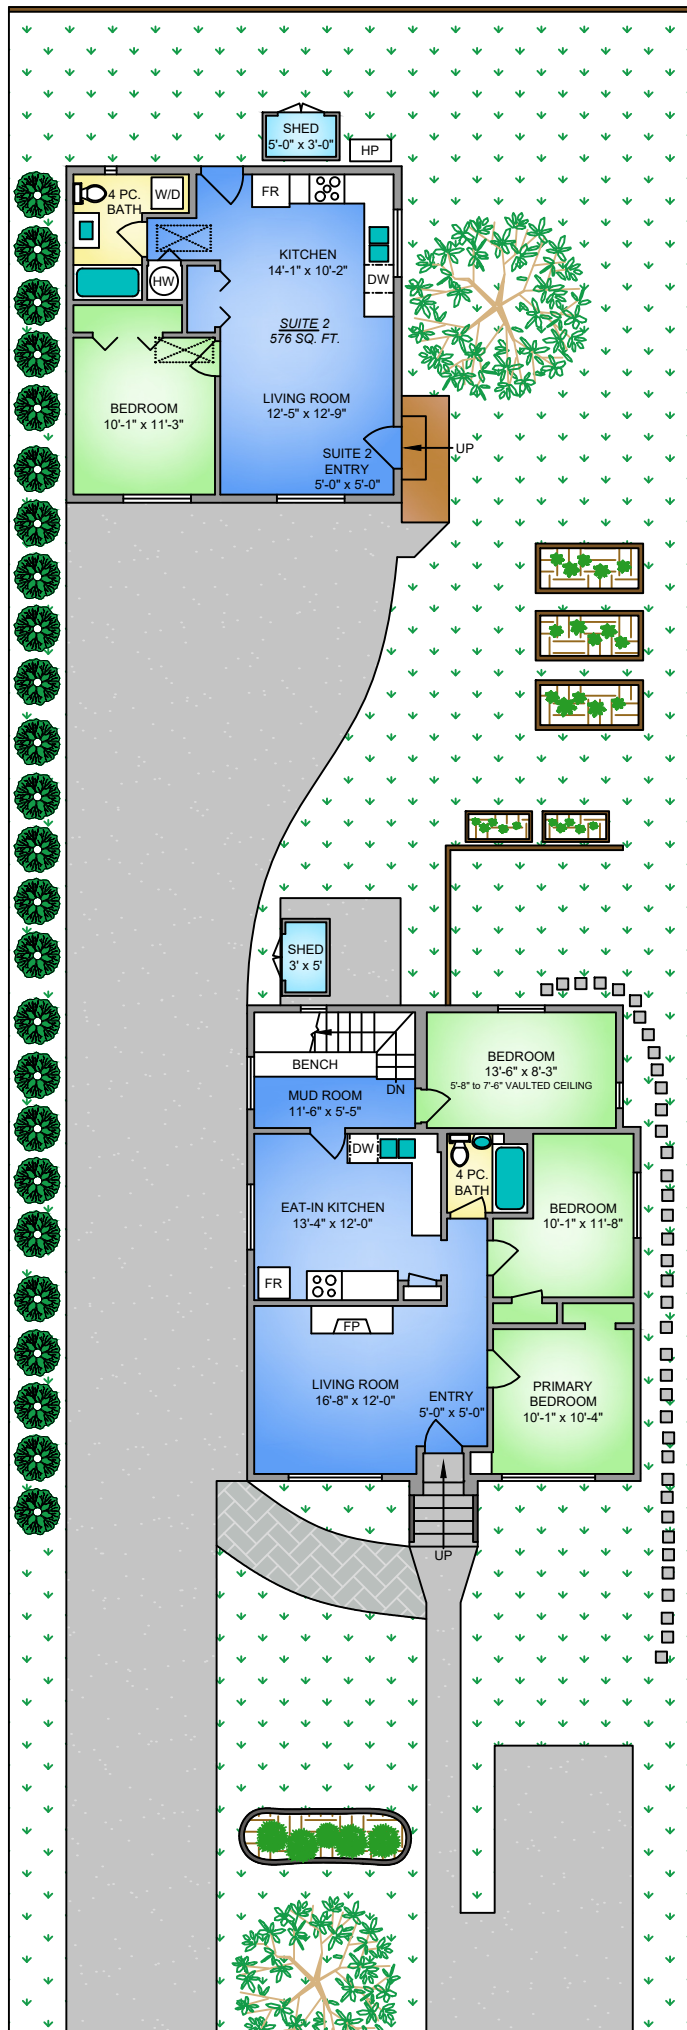 SHED
5'-0" x 3'-0"
HP
4 PC.
BATH
W/D
FR
HW
KITCHEN
14'-1" x 10'-2"
DW
SUITE 2
576 SQ. FT.
BEDROOM
10'-1" x 11'-3"
LIVING ROOM
12'-5" x 12'-9"
SUITE 2
ENTRY
5'-0" x 5'-0"
UP
SHED
3' x 5'
BENCH
DN
MUD ROOM
11'-6" x 5'-5"
BEDROOM
13'-6" x 8'-3"
5'-8" to 7'-6" VAULTED CEILING
DW
4 PC.
BATH
EAT-IN KITCHEN
13'-4" x 12'-0"
BEDROOM
10'-1" x 11'-8"
FR
FP
LIVING ROOM
16'-8" x 12'-0"
ENTRY
5'-0" x 5'-0"
PRIMARY
BEDROOM
10'-1" x 10'-4"
UP